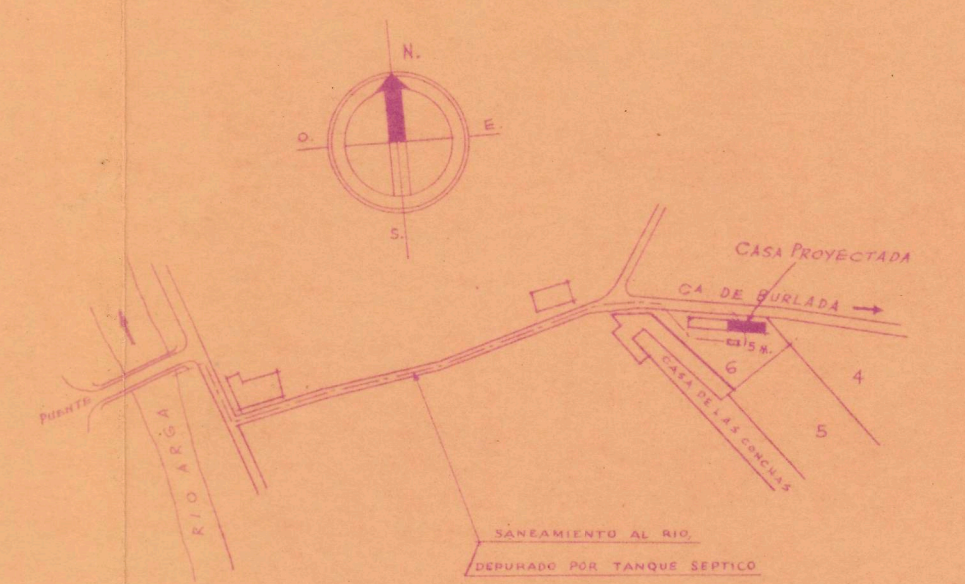 N.
O.
E.
S.
CASA PROYECTADA
CA DE BURLADA
5 M.
6
4
5
CASA DE LAS CONCHAS
PUENTE
RIO ARGA
SANEAMIENTO AL RIO,
DEPURADO POR TANQUE SEPTICO